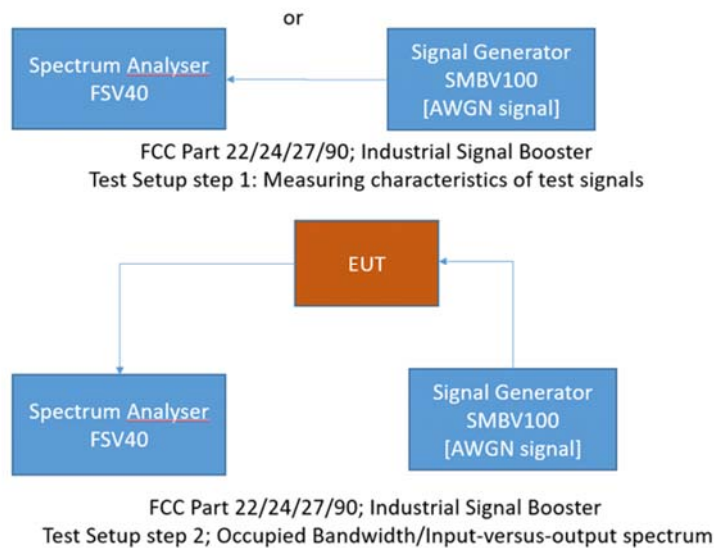 or
Spectrum Analyser
FSV40
Signal Generator
SMBV100
[AWGN signal]
FCC Part 22/24/27/90; Industrial Signal Booster
Test Setup step 1: Measuring characteristics of test signals
EUT
Spectrum Analyser
FSV40
Signal Generator
SMBV100
[AWGN signal]
FCC Part 22/24/27/90; Industrial Signal Booster
Test Setup step 2; Occupied Bandwidth/Input-versus-output spectrum